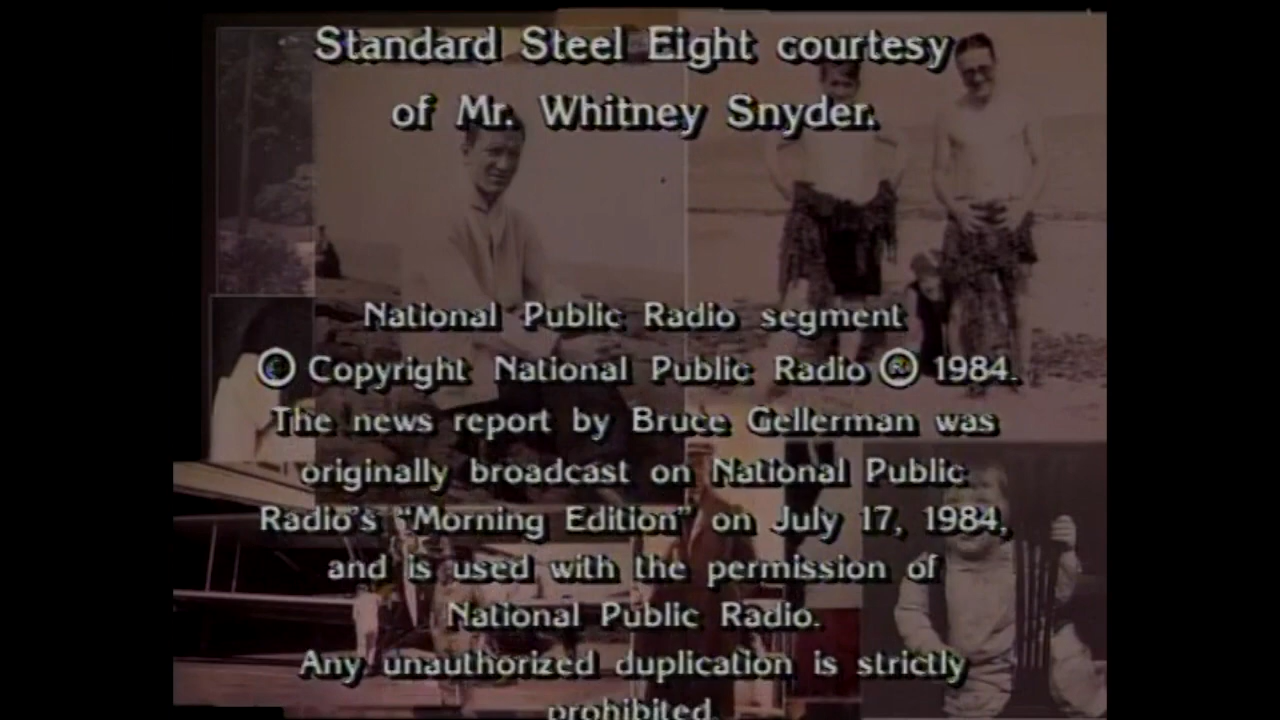 Standard Steel Eight courtesy
of Mr. Whitney Snyder.
National Public Radio segment
© Copyright National Public Radio ® 1984.
The news report by Bruce Gellerman was
originally broadcast on National Public
Radio's "Morning Edition" on July 17, 1984,
and is used with the permission of
National Public Radio.
Any unauthorized duplication is strictly
prohibited.